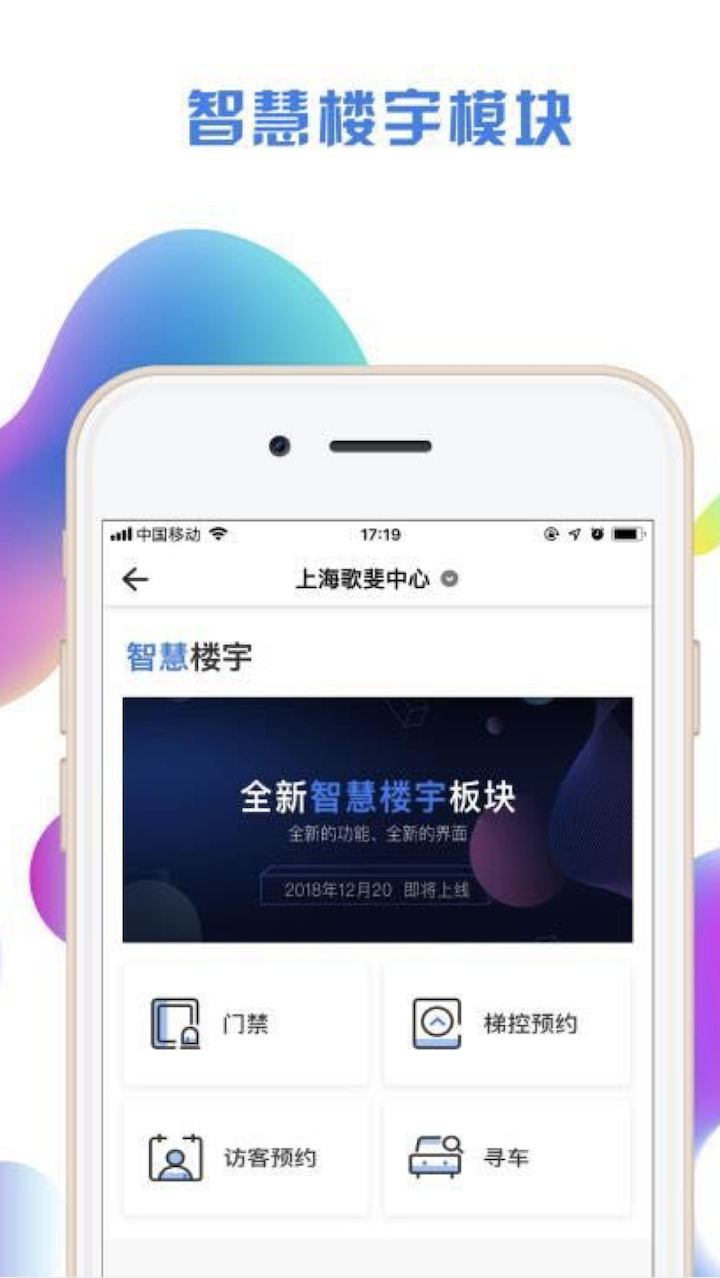 智慧楼宇模块
中国移动 17:19
上海歌斐中心
智慧楼宇
全新智慧楼宇板块
全新的功能、全新的界面
2018年12月20 即将上线
门禁
梯控预约
访客预约
寻车